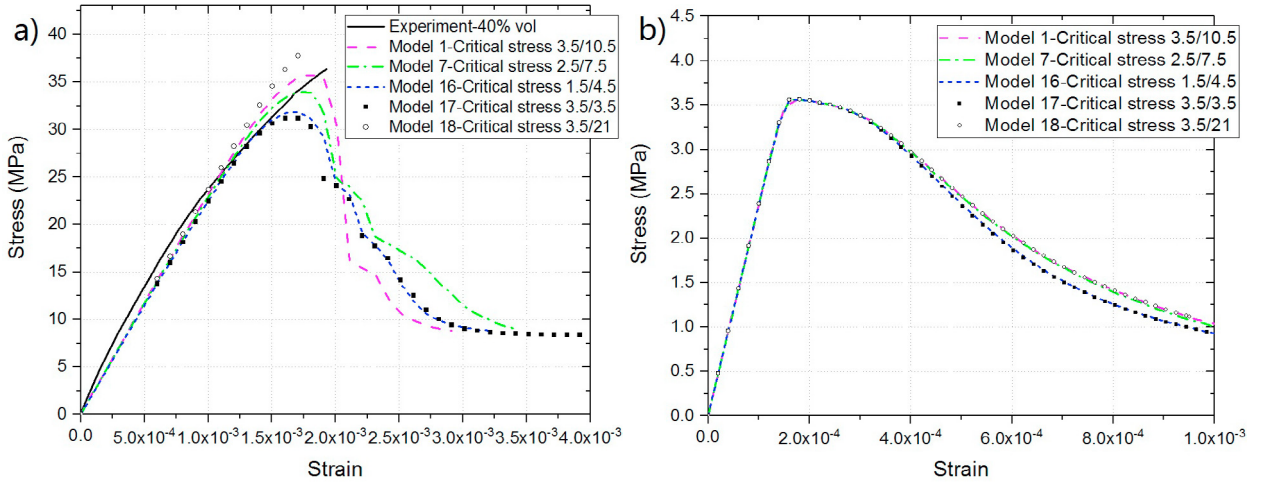 a)
Experiment-40% vol
Model 1-Critical stress 3.5/10.5
Model 7-Critical stress 2.5/7.5
Model 16-Critical stress 1.5/4.5
Model 17-Critical stress 3.5/3.5
Model 18-Critical stress 3.5/21
Stress (MPa)
40
35
30
25
20
15
10
5
0
0.0 5.0x10⁻⁴ 1.0x10⁻³ 1.5x10⁻³ 2.0x10⁻³ 2.5x10⁻³ 3.0x10⁻³ 3.5x10⁻³ 4.0x10⁻³
Strain
b)
Model 1-Critical stress 3.5/10.5
Model 7-Critical stress 2.5/7.5
Model 16-Critical stress 1.5/4.5
Model 17-Critical stress 3.5/3.5
Model 18-Critical stress 3.5/21
Stress (MPa)
4.5
4.0
3.5
3.0
2.5
2.0
1.5
1.0
0.5
0.0
0.0 2.0x10⁻⁴ 4.0x10⁻⁴ 6.0x10⁻⁴ 8.0x10⁻⁴ 1.0x10⁻³
Strain